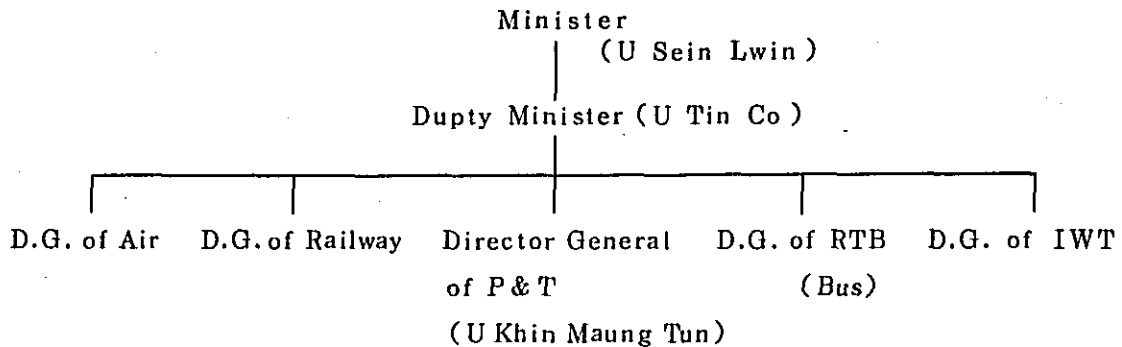 Minister
(U Sein Lwin)
Dupty Minister (U Tin Co)
D.G. of Air D.G. of Railway Director General D.G. of RTB D.G. of IWT
of P&T (Bus)
(U Khin Maung Tun)